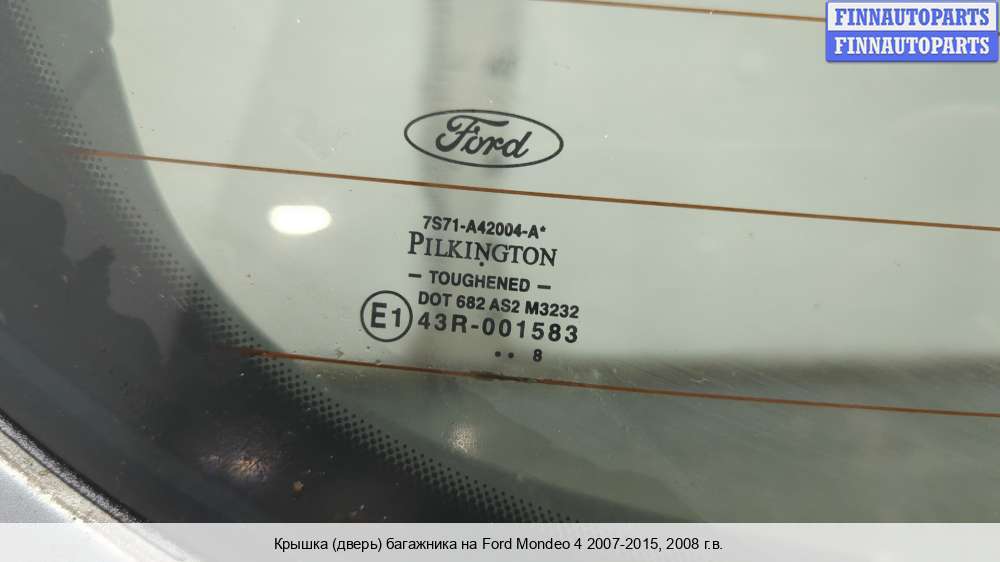 FINNAUTOPARTS
FINNAUTOPARTS
Ford
7S71-A42004-A*
PILKINGTON
- TOUGHENED -
DOT 682 AS2 M3232
E1 43R-001583
.. 8
Крышка (дверь) багажника на Ford Mondeo 4 2007-2015, 2008 г.в.